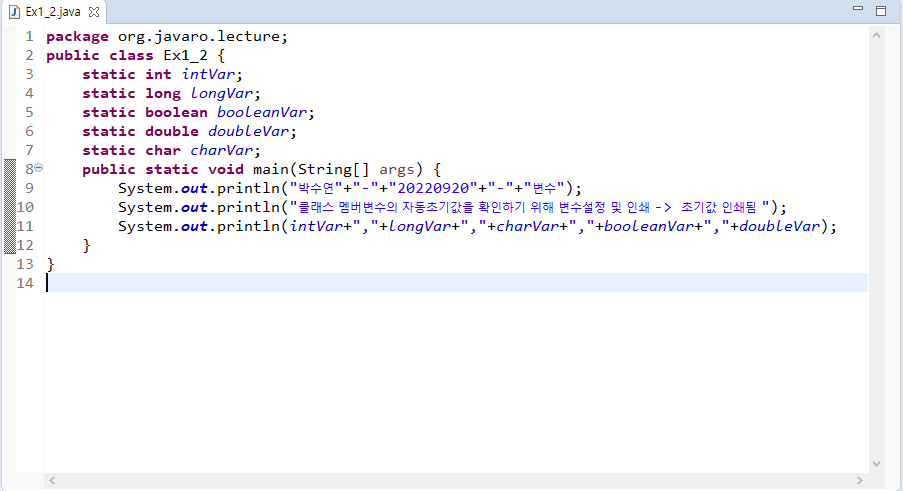 Ex1_2.java
1 package org.javaro.lecture;
2 public class Ex1_2 {
3     static int intVar;
4     static long longVar;
5     static boolean booleanVar;
6     static double doubleVar;
7     static char charVar;
8     public static void main(String[] args) {
9         System.out.println("박수연"+"-"+"20220920"+"-"+"변수");
10         System.out.println("클래스 멤버변수의 자동초기값을 확인하기 위해 변수설정 및 인쇄 -> 초기값 인쇄됨 ");
11         System.out.println(intVar+","+longVar+","+charVar+","+booleanVar+","+doubleVar);
12     }
13 }
14